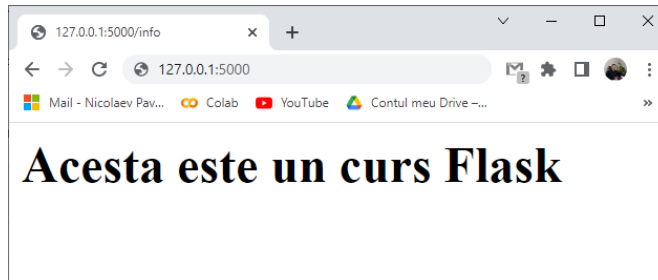 127.0.0.1:5000/info
127.0.0.1:5000
?
Mail - Nicolaev Pav... Colab YouTube Contul meu Drive –... »
Acesta este un curs Flask